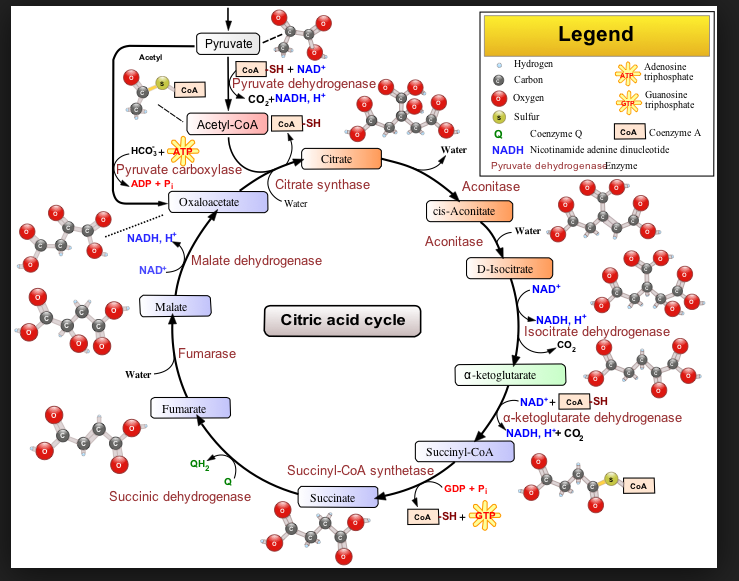 Legend
Hydrogen
Carbon
Oxygen
Sulfur
Q Coenzyme Q
NADH Nicotinamide adenine dinucleotide
Pyruvate dehydrogenase Enzyme
ATP Adenosine triphosphate
GTP Guanosine triphosphate
CoA Coenzyme A
Pyruvate
Acetyl
S CoA
CoA-SH + NAD+
Pyruvate dehydrogenase
CO2+NADH, H+
Acetyl-CoA
CoA-SH
HCO3- + ATP
Pyruvate carboxylase
ADP + Pi
Oxaloacetate
Citrate synthase
Water
Citrate
Water
Aconitase
cis-Aconitate
Water
Aconitase
D-Isocitrate
NAD+
NADH, H+
Isocitrate dehydrogenase
CO2
α-ketoglutarate
NAD+ + CoA-SH
α-ketoglutarate dehydrogenase
NADH, H+ + CO2
Succinyl-CoA
S CoA
Succinyl-CoA synthetase
GDP + Pi
CoA-SH + GTP
Succinate
Succinic dehydrogenase
QH2
Q
Fumarate
Fumarase
Water
Malate
Malate dehydrogenase
NADH, H+
NAD+
Citric acid cycle